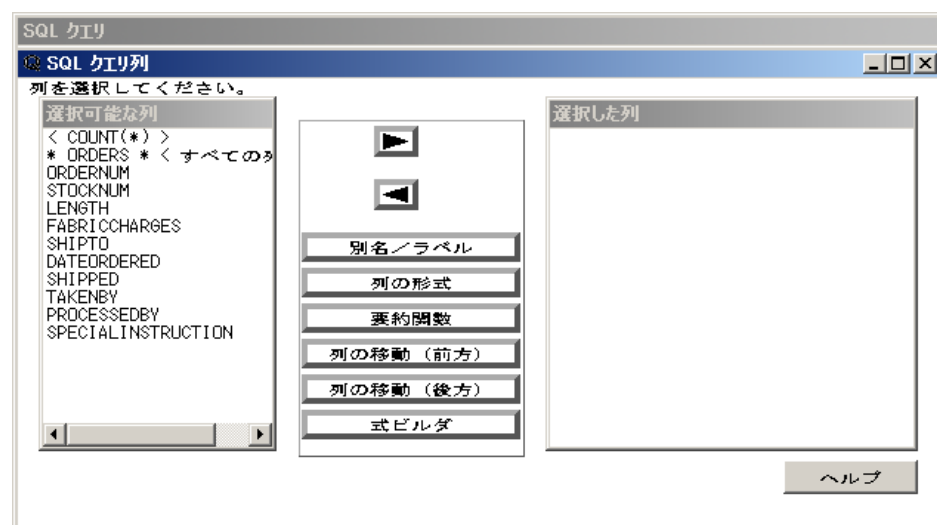 SQL クエリ
SQL クエリ列
列を選択してください。
選択可能な列
< COUNT(*) >
* ORDERS * < すべての
ORDERNUM
STOCKNUM
LENGTH
FABRICCHARGES
SHIPTO
DATEORDERED
SHIPPED
TAKENBY
PROCESSEDBY
SPECIALINSTRUCTION
別名／ラベル
列の形式
要約関数
列の移動（前方）
列の移動（後方）
式ビルダ
選択した列
ヘルプ